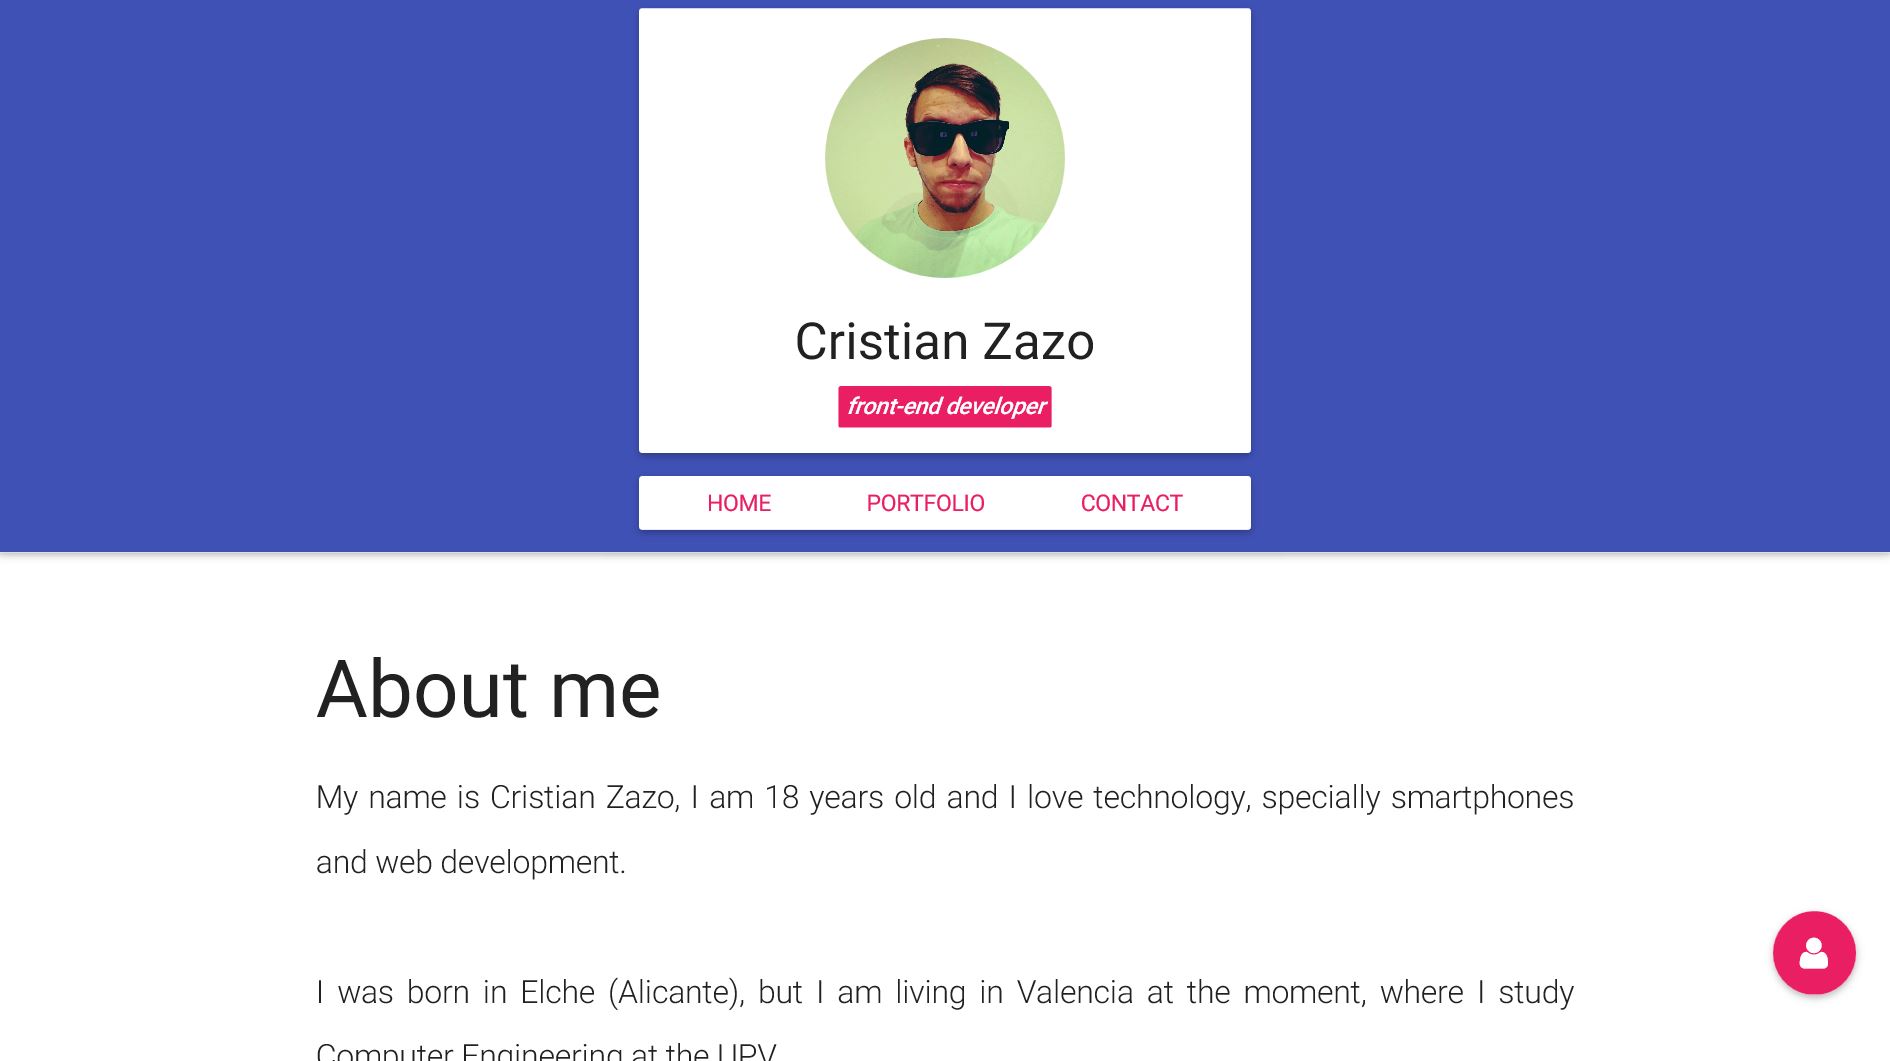 Cristian Zazo
front-end developer
HOME PORTFOLIO CONTACT
About me
My name is Cristian Zazo, I am 18 years old and I love technology, specially smartphones
and web development.
I was born in Elche (Alicante), but I am living in Valencia at the moment, where I study
Computer Engineering at the UPV.